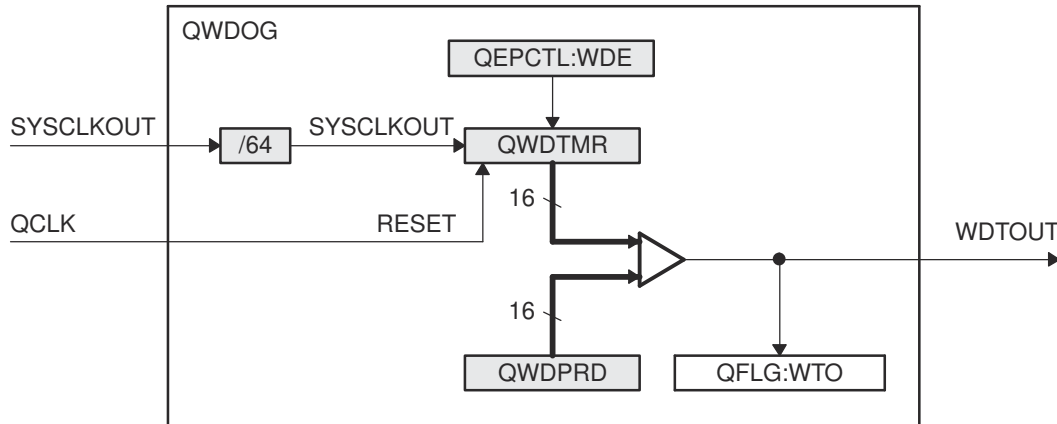 QWDOG
QEPCTL:WDE
SYSCLKOUT
/64
SYSCLKOUT
QWDTMR
16
QCLK
RESET
WDTOUT
16
QWDPRD
QFLG:WTO